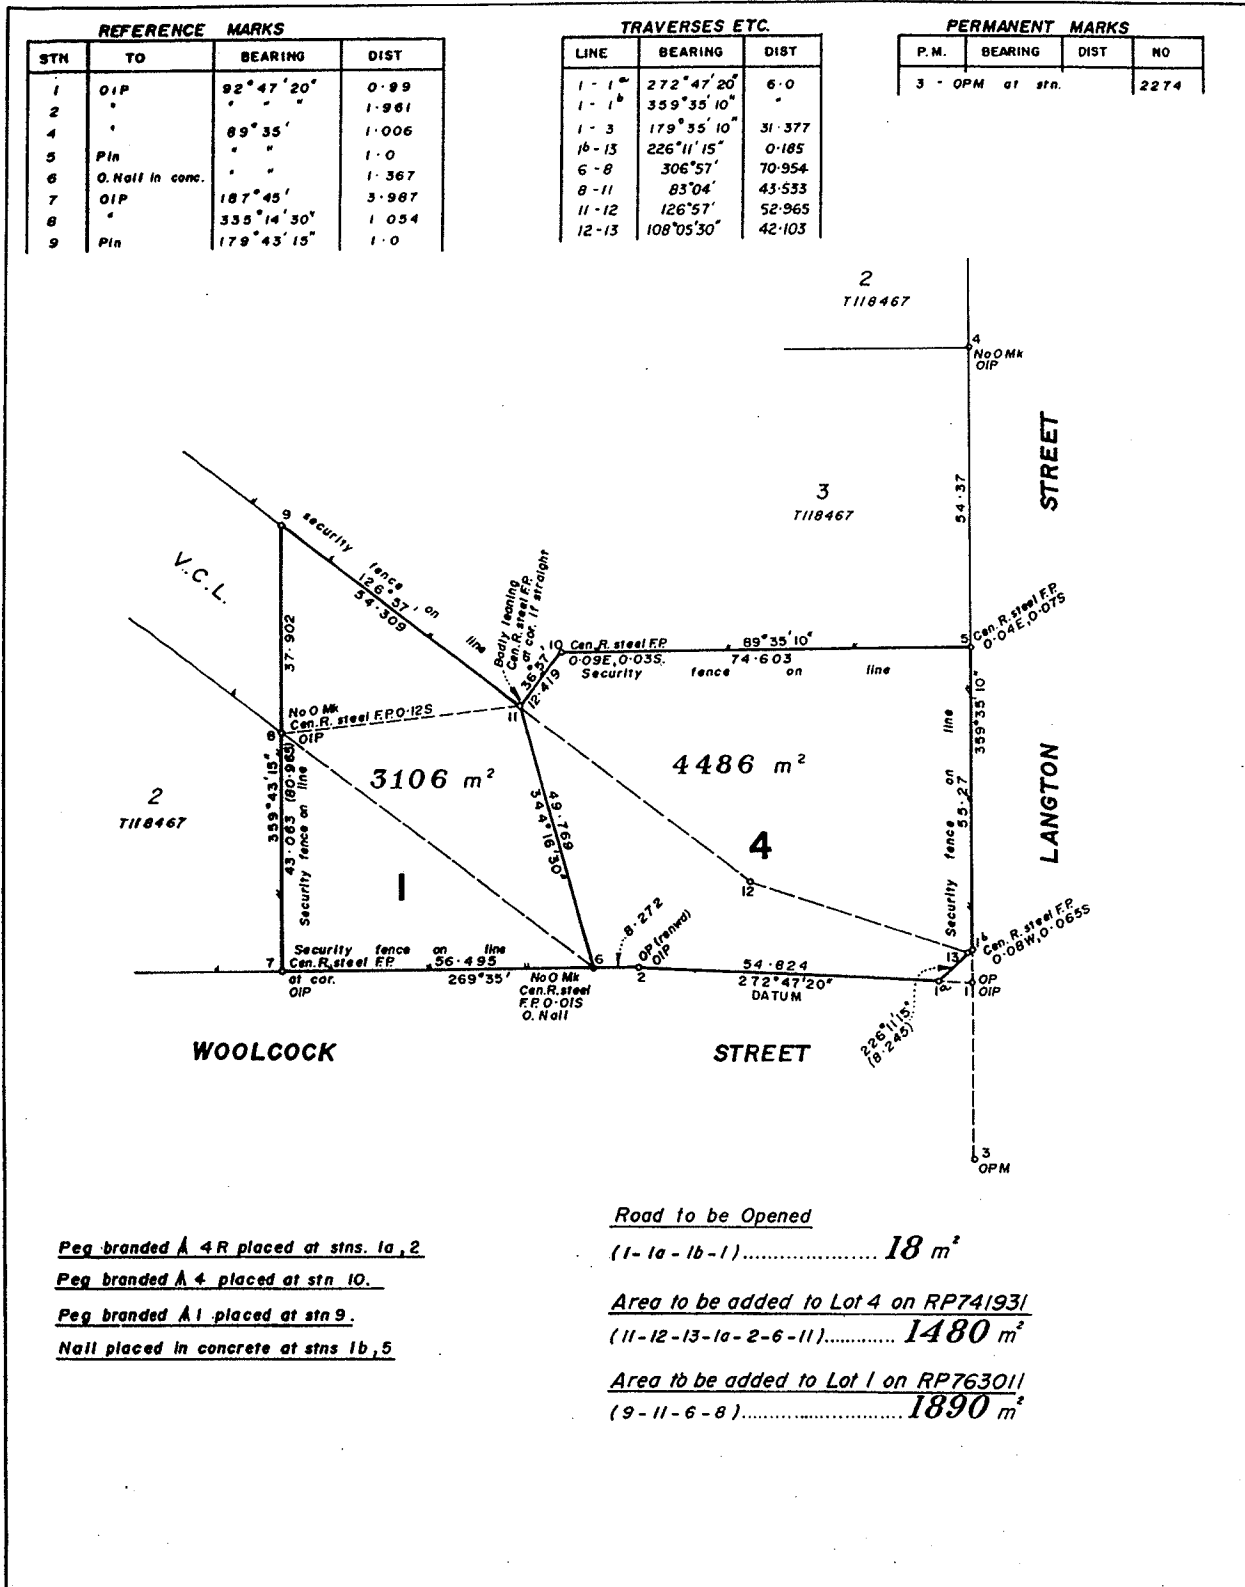 REFERENCE MARKS
STN TO BEARING DIST
1 OIP 92°47'20" 0·99
2 " " " " 1·961
4 " 89°35' 1·006
5 Pin " " 1·0
6 O. Nail in conc. " " 1·367
7 OIP 187°45' 3·987
8 " 335°14'30" 1·054
9 Pin 179°43'15" 1·0
TRAVERSES ETC.
LINE BEARING DIST
1 - 1a 272°47'20" 6·0
1 - 1b 359°35'10" "
1 - 3 179°35'10" 31·377
1b - 13 226°11'15" 0·185
6 - 8 306°57' 70·954
8 - 11 83°04' 43·533
11 - 12 126°57' 52·965
12 - 13 108°05'30" 42·103
PERMANENT MARKS
P.M. BEARING DIST NO
3 - OPM at stn. 2274
2
T118467
4
No O Mk
OIP
STREET
54·37
3
T118467
9
security fence on line
126°57'
54·309
V.C.L.
37·902
Badly leaning
Cen.R.steel F.P.
at cor. if straight
10
Cen.R.steel F.P.
0·09E,0·03S.
89°35'10"
74·603
Security fence on line
5
Cen.R.steel F.P.
0·04E,0·07S
36°57'
12·419
11
359°35'10"
55·27
Security fence on line
LANGTON
No O Mk
Cen.R.steel F.P.0·12S
8
OIP
3106 m²
4486 m²
2
T118467
359°43'15"
43·063 (80·965)
Security fence on line
49·769
344°16'30"
4
12
1
8·272
OP (renwd)
OIP
1b
Cen.R.steel F.P.
0·08W,0·065S
13
Security fence on line
7
Cen.R.steel F.P.
at cor.
OIP
56·495
269°35'
6
No O Mk
Cen.R.steel
F.P. 0·01S
O. Nail
2
54·824
272°47'20"
DATUM
1a
1
OP
OIP
226°11'15"
(8·245)
WOOLCOCK STREET
3
OPM
Road to be Opened
(1-1a-1b-1)...................... 18 m²
Peg branded 4R placed at stns. 1a,2
Peg branded 4 placed at stn 10.
Peg branded 1 placed at stn 9.
Nail placed in concrete at stns 1b,5
Area to be added to Lot 4 on RP741931
(11-12-13-1a-2-6-11)............ 1480 m²
Area to be added to Lot 1 on RP763011
(9-11-6-8)........................... 1890 m²